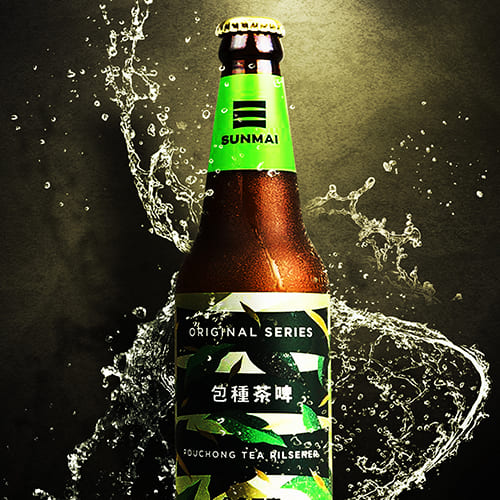 SUNMAI
ORIGINAL SERIES
包種茶啤
POUCHONG TEA PILSENER